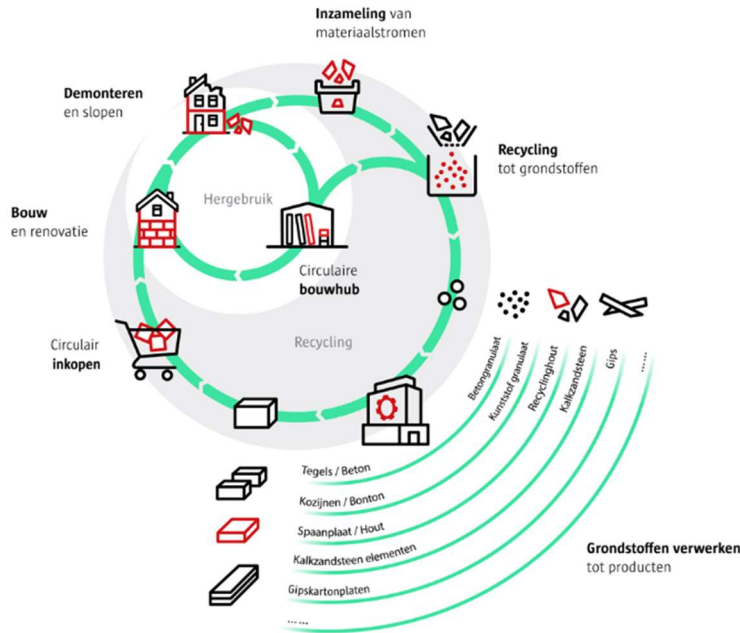 Inzameling van
materiaalstromen
Demonteren
en slopen
Recycling
tot grondstoffen
Hergebruik
Bouw
en renovatie
Circulaire
bouwhub
Circulair
inkopen
Recycling
Betongranulaat
Kunststof granulaat
Recyclinghout
Kalkzandsteen
Gips
......
Tegels / Beton
Kozijnen / Bonton
Spaanplaat / Hout
Kalkzandsteen elementen
Gipskartonplaten
......
Grondstoffen verwerken
tot producten